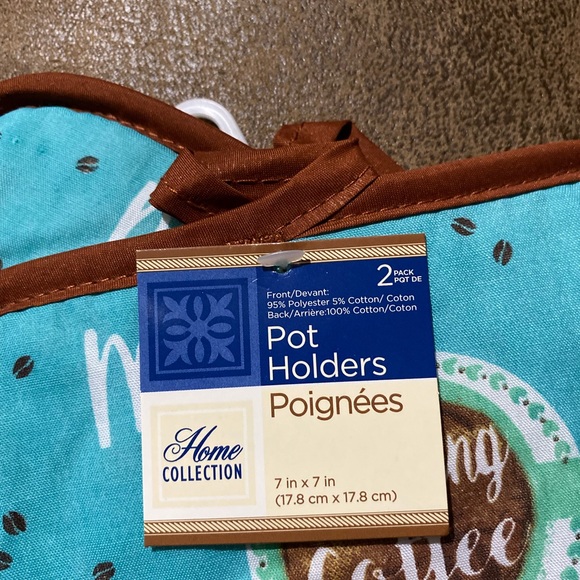 2 PACK
PQT DE
Front/Devant:
95% Polyester 5% Cotton/ Coton
Back/Arrière:100% Cotton/Coton
Pot
Holders
Poignées
Home
COLLECTION
7 in x 7 in
(17.8 cm x 17.8 cm)
Coffee